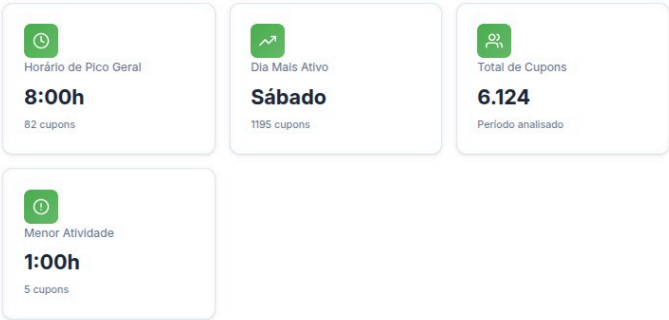 Horário de Pico Geral
8:00h
82 cupons
Dia Mais Ativo
Sábado
1195 cupons
Total de Cupons
6.124
Período analisado
Menor Atividade
1:00h
5 cupons